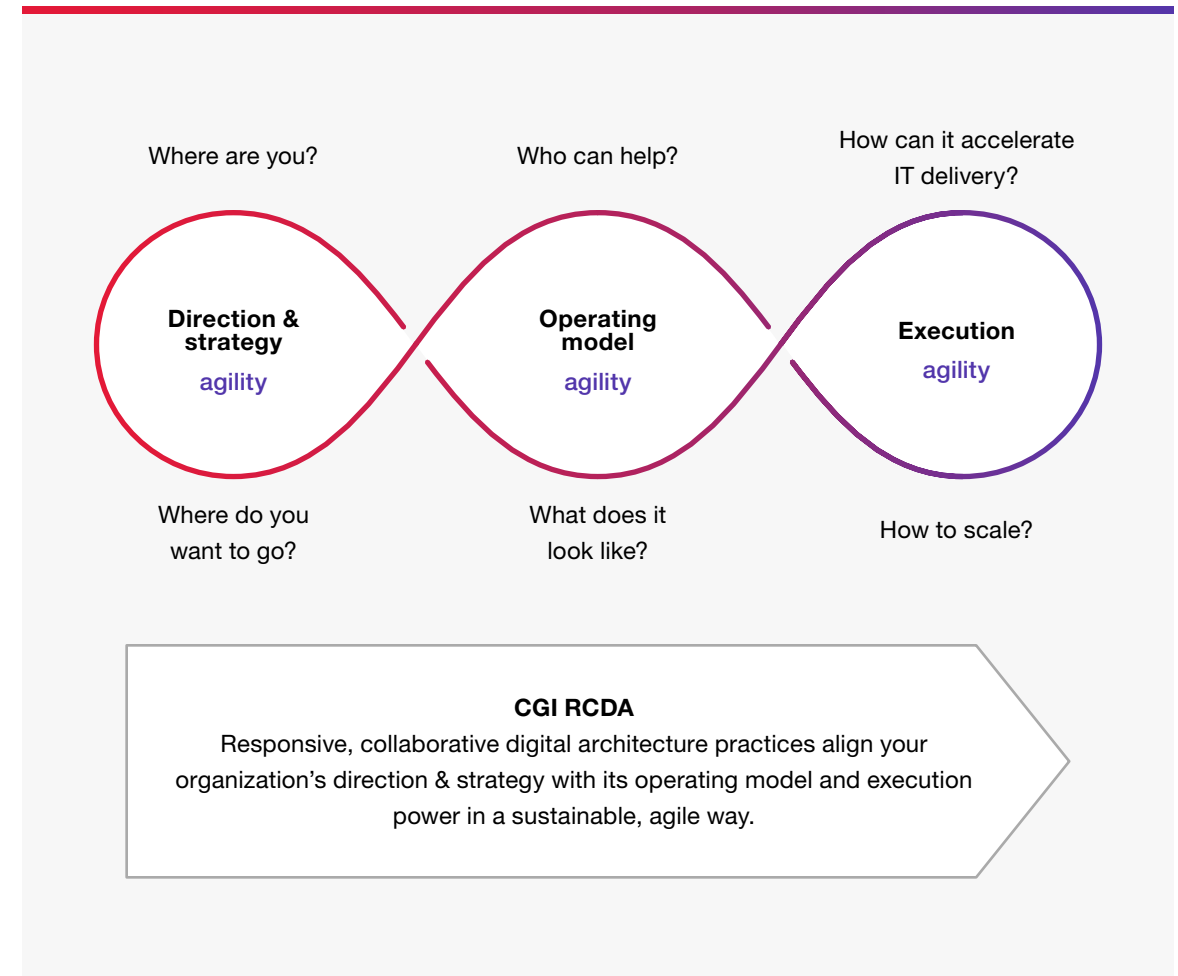 Where are you?
Who can help?
How can it accelerate
IT delivery?
Direction &
strategy
agility
Operating
model
agility
Execution
agility
Where do you
want to go?
What does it
look like?
How to scale?
CGI RCDA
Responsive, collaborative digital architecture practices align your
organization’s direction & strategy with its operating model and execution
power in a sustainable, agile way.